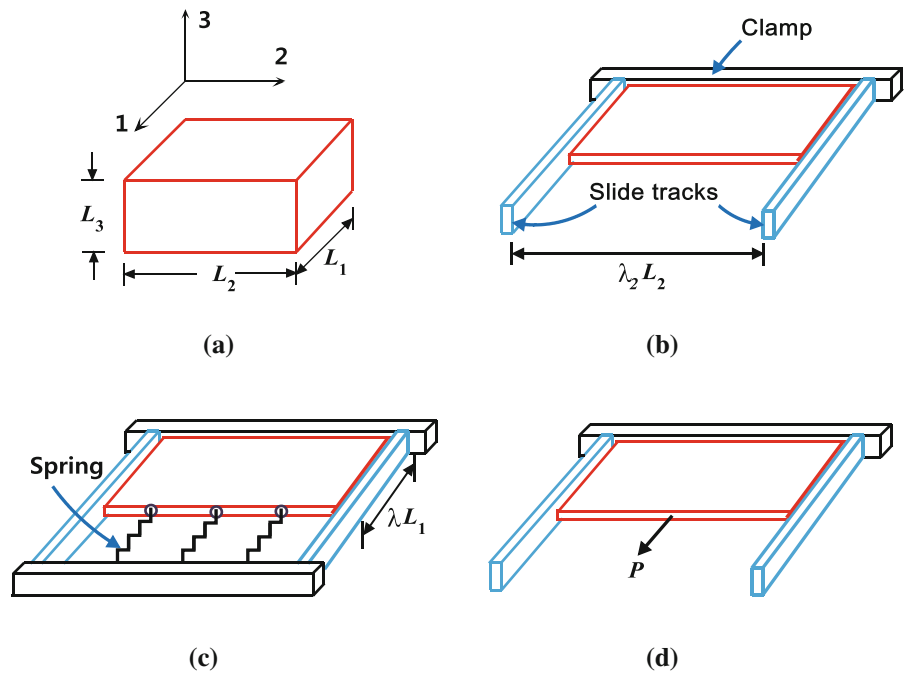 3
2
1
L₃
L₂
L₁
(a)
Clamp
Slide tracks
λ₂L₂
(b)
Spring
λL₁
(c)
P
(d)